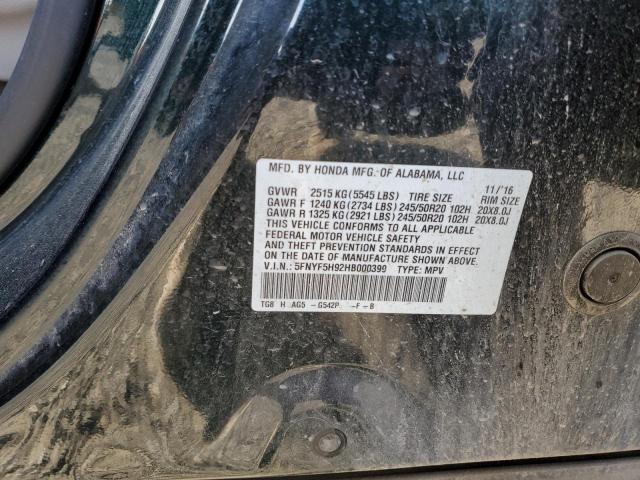 MFD. BY HONDA MFG. OF ALABAMA, LLC
GVWR 2515 KG (5545 LBS) TIRE SIZE 11/'16 RIM SIZE
GAWR F 1240 KG (2734 LBS) 245/50R20 102H 20X8.0J
GAWR R 1325 KG (2921 LBS) 245/50R20 102H 20X8.0J
THIS VEHICLE CONFORMS TO ALL APPLICABLE
FEDERAL MOTOR VEHICLE SAFETY
AND THEFT PREVENTION STANDARDS IN EFFECT
ON THE DATE OF MANUFACTURE SHOWN ABOVE.
V.I.N.: 5FNYF5H92HB000399 TYPE: MPV
TG8 H AG5 -G542P -F-B